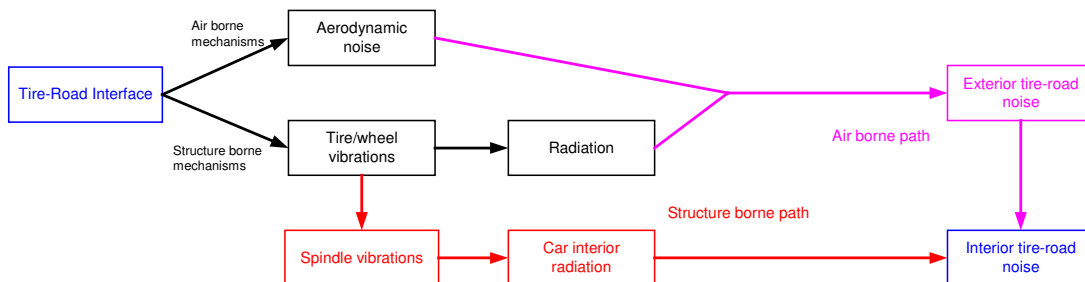 Air borne
mechanisms
Aerodynamic
noise
Tire-Road Interface
Exterior tire-road
noise
Structure borne
mechanisms
Tire/wheel
vibrations
Radiation
Air borne path
Structure borne path
Spindle vibrations
Car interior
radiation
Interior tire-road
noise